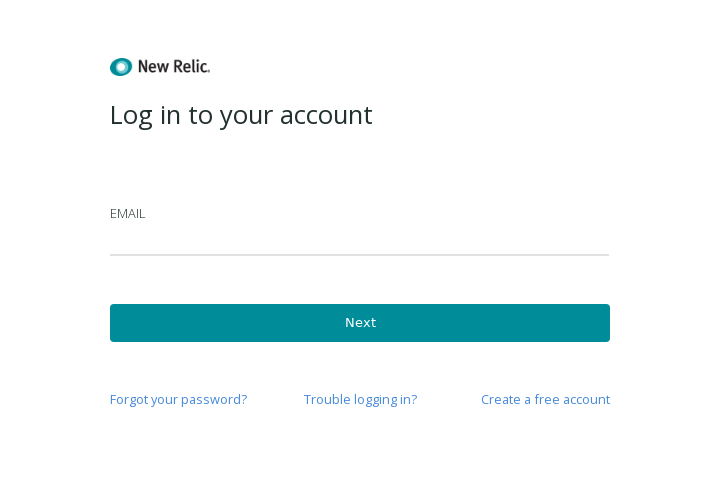 New Relic.
Log in to your account
EMAIL
Next
Forgot your password? Trouble logging in? Create a free account